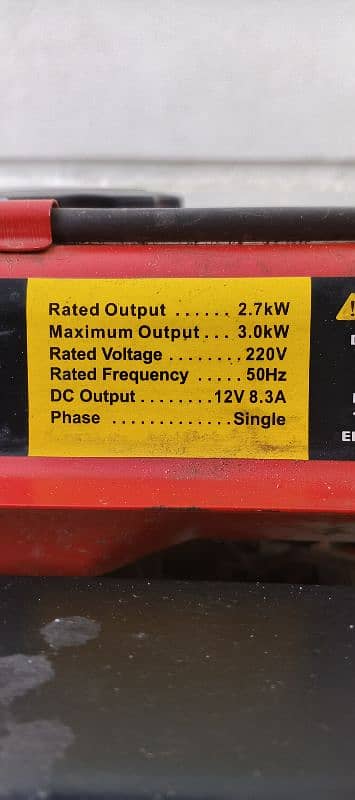 Rated Output ...... 2.7kW
Maximum Output... 3.0kW
Rated Voltage ........ 220V
Rated Frequency ..... 50Hz
DC Output ........12V 8.3A
Phase .............Single